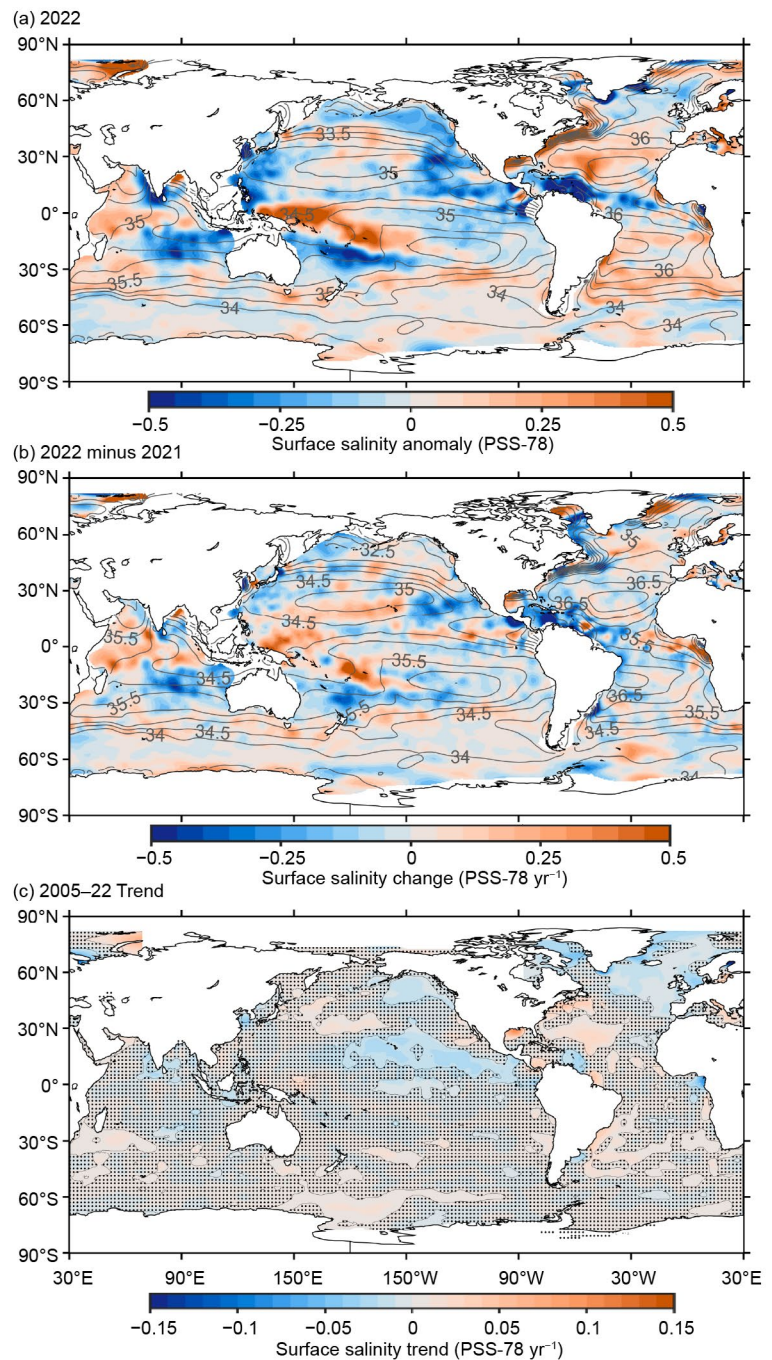 (a) 2022
90°N
60°N
30°N
0°
30°S
60°S
90°S
33.5
36
35
34.5
35
35
36
35.5
34
35
34
36
34
34
−0.5 −0.25 0 0.25 0.5
Surface salinity anomaly (PSS-78)
(b) 2022 minus 2021
90°N
60°N
30°N
0°
30°S
60°S
90°S
32.5
35
34.5
35
36.5
36.5
34.5
35.5
35.5
35.5
34.5
36.5
35.5
5.5
34.5
35.5
34
34.5
34.5
34
34
−0.5 −0.25 0 0.25 0.5
Surface salinity change (PSS-78 yr⁻¹)
(c) 2005–22 Trend
90°N
60°N
30°N
0°
30°S
60°S
90°S
30°E 90°E 150°E 150°W 90°W 30°W 30°E
−0.15 −0.1 −0.05 0 0.05 0.1 0.15
Surface salinity trend (PSS-78 yr⁻¹)